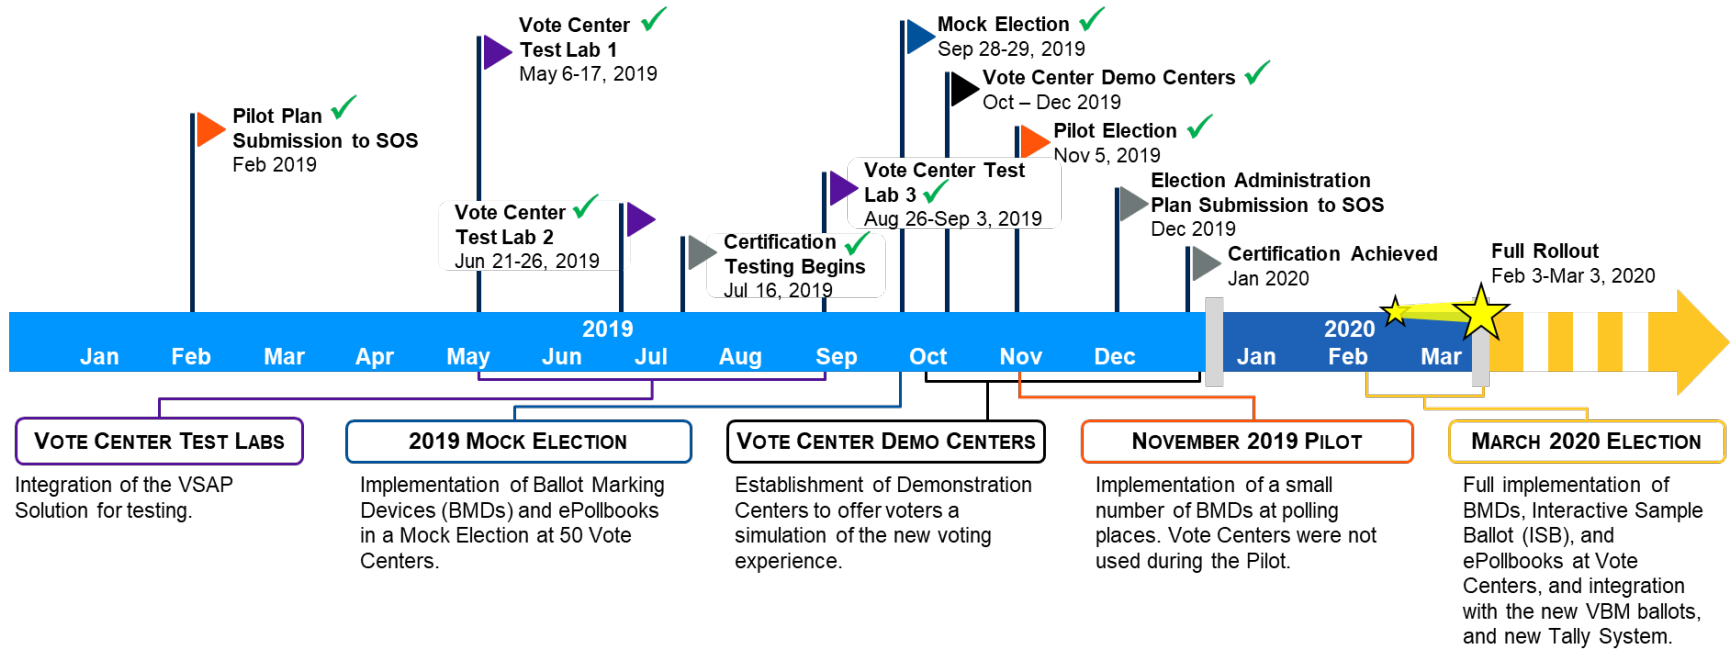 Vote Center
Test Lab 1
May 6-17, 2019
Mock Election
Sep 28-29, 2019
Vote Center Demo Centers
Oct – Dec 2019
Pilot Plan
Submission to SOS
Feb 2019
Pilot Election
Nov 5, 2019
Vote Center Test
Lab 3
Aug 26-Sep 3, 2019
Election Administration
Plan Submission to SOS
Dec 2019
Vote Center
Test Lab 2
Jun 21-26, 2019
Certification
Testing Begins
Jul 16, 2019
Certification Achieved
Jan 2020
Full Rollout
Feb 3-Mar 3, 2020
2019
2020
Jan Feb Mar Apr May Jun Jul Aug Sep Oct Nov Dec Jan Feb Mar
VOTE CENTER TEST LABS
Integration of the VSAP
Solution for testing.
2019 MOCK ELECTION
Implementation of Ballot Marking
Devices (BMDs) and ePollbooks
in a Mock Election at 50 Vote
Centers.
VOTE CENTER DEMO CENTERS
Establishment of Demonstration
Centers to offer voters a
simulation of the new voting
experience.
NOVEMBER 2019 PILOT
Implementation of a small
number of BMDs at polling
places. Vote Centers were not
used during the Pilot.
MARCH 2020 ELECTION
Full implementation of
BMDs, Interactive Sample
Ballot (ISB), and
ePollbooks at Vote
Centers, and integration
with the new VBM ballots,
and new Tally System.